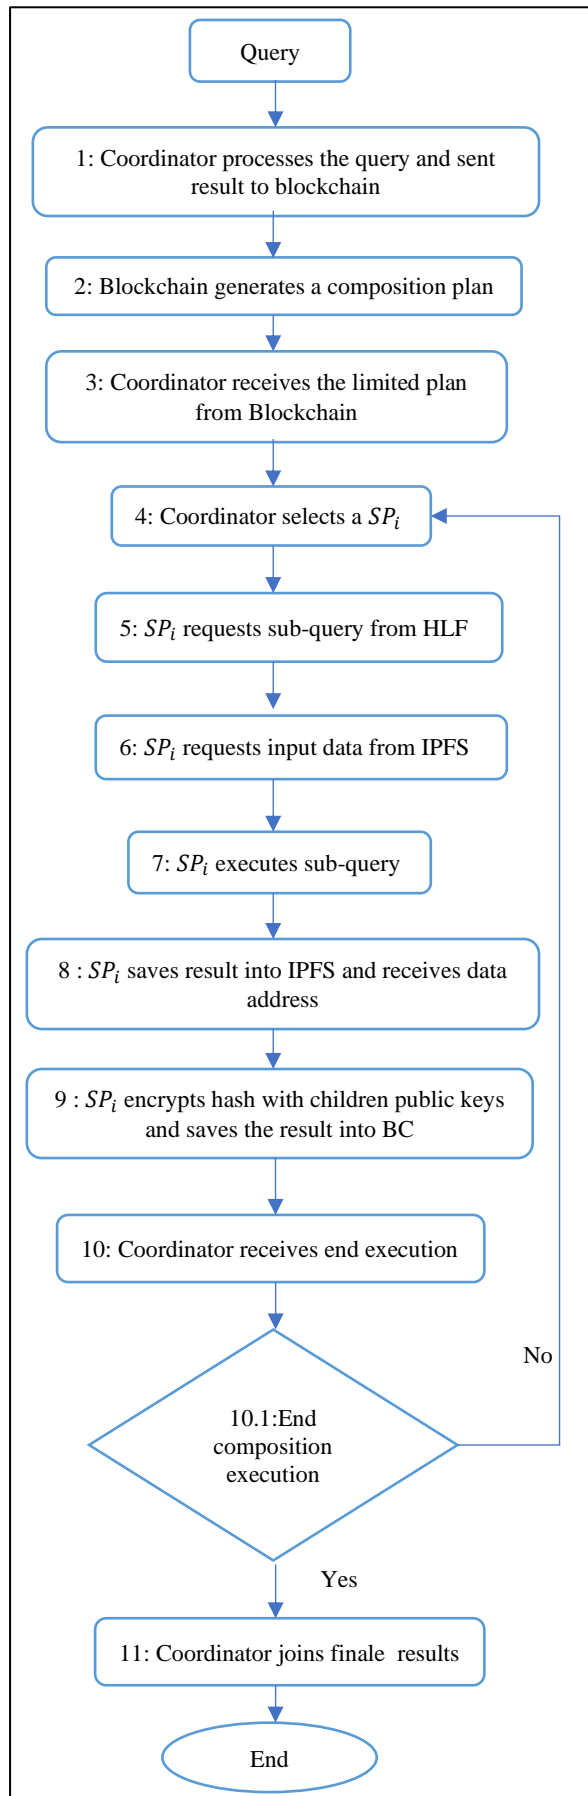 Query
1: Coordinator processes the query and sent
result to blockchain
2: Blockchain generates a composition plan
3: Coordinator receives the limited plan
from Blockchain
4: Coordinator selects a SPᵢ
5: SPᵢ requests sub-query from HLF
6: SPᵢ requests input data from IPFS
7: SPᵢ executes sub-query
8 : SPᵢ saves result into IPFS and receives data
address
9 : SPᵢ encrypts hash with children public keys
and saves the result into BC
10: Coordinator receives end execution
No
10.1:End
composition
execution
Yes
11: Coordinator joins finale results
End